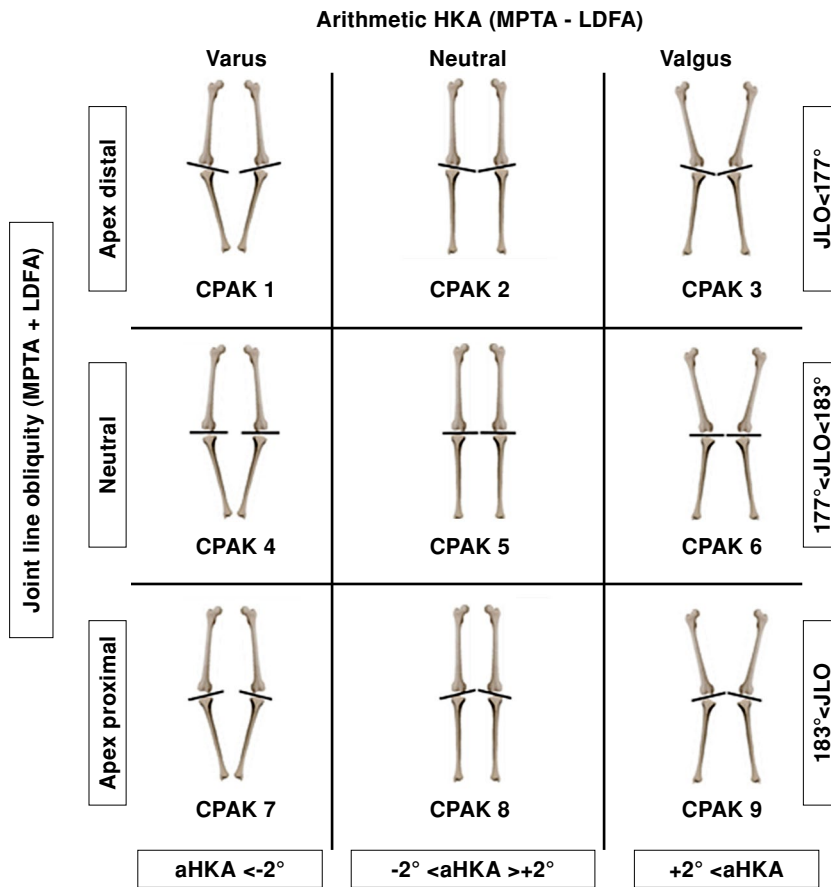 Arithmetic HKA (MPTA - LDFA)
Varus
Neutral
Valgus
Joint line obliquity (MPTA + LDFA)
Apex distal
CPAK 1
CPAK 2
CPAK 3
JLO<177°
Neutral
CPAK 4
CPAK 5
CPAK 6
177°<JLO<183°
Apex proximal
CPAK 7
CPAK 8
CPAK 9
183°<JLO
aHKA <-2°
-2° <aHKA >+2°
+2° <aHKA